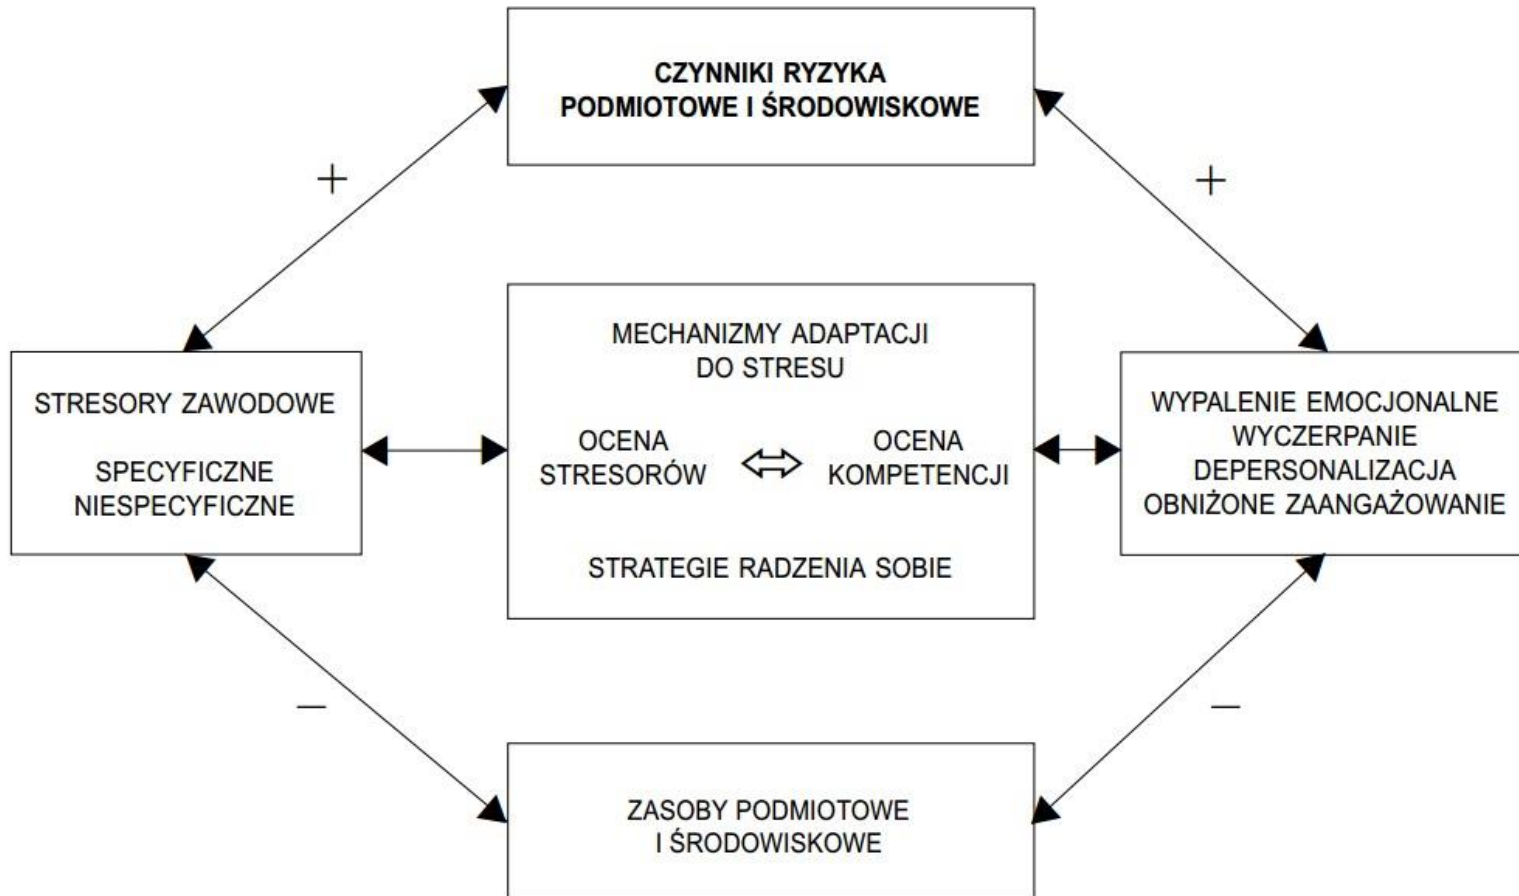 CZYNNIKI RYZYKA
PODMIOTOWE I ŚRODOWISKOWE
+
+
MECHANIZMY ADAPTACJI
DO STRESU
OCENA
STRESORÓW
OCENA
KOMPETENCJI
STRATEGIE RADZENIA SOBIE
STRESORY ZAWODOWE
SPECYFICZNE
NIESPECYFICZNE
WYPALENIE EMOCJONALNE
WYCZERPANIE
DEPERSONALIZACJA
OBNIŻONE ZAANGAŻOWANIE
–
–
ZASOBY PODMIOTOWE
I ŚRODOWISKOWE